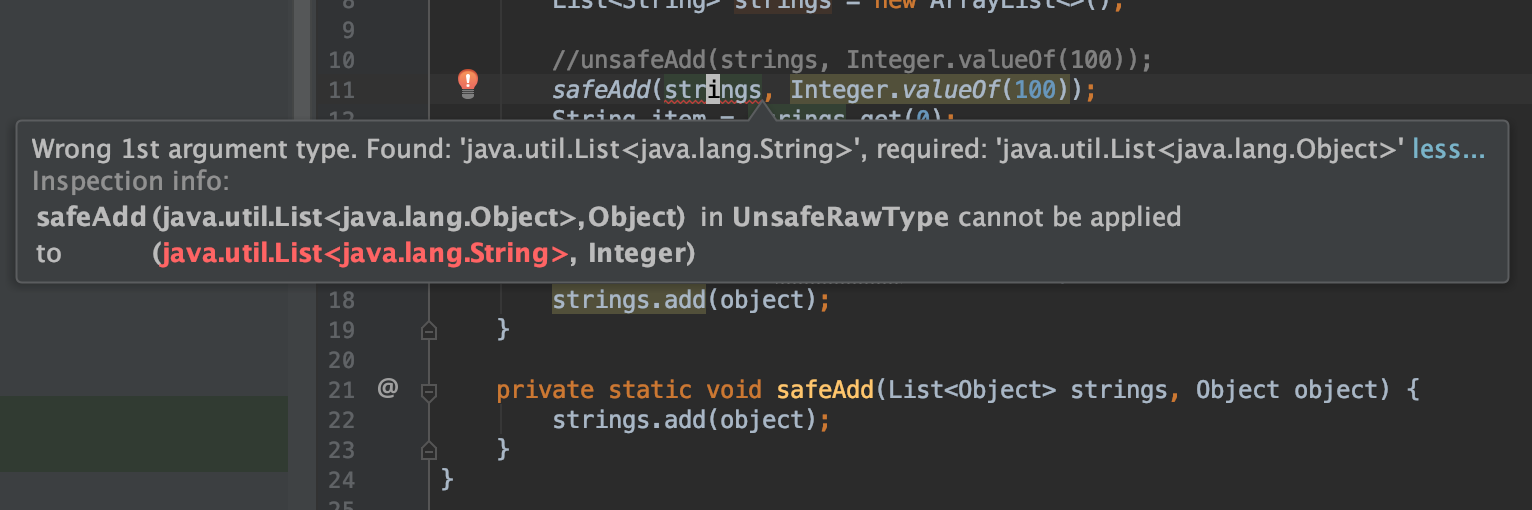 8 List<String> strings = new ArrayList<>();
9
10 //unsafeAdd(strings, Integer.valueOf(100));
11 safeAdd(strings, Integer.valueOf(100));
12 String item = strings.get(0);
Wrong 1st argument type. Found: 'java.util.List<java.lang.String>', required: 'java.util.List<java.lang.Object>' less...
Inspection info:
safeAdd (java.util.List<java.lang.Object>, Object) in UnsafeRawType cannot be applied
to (java.util.List<java.lang.String>, Integer)
18 strings.add(object);
19 }
20
21 @ private static void safeAdd(List<Object> strings, Object object) {
22 strings.add(object);
23 }
24 }
25